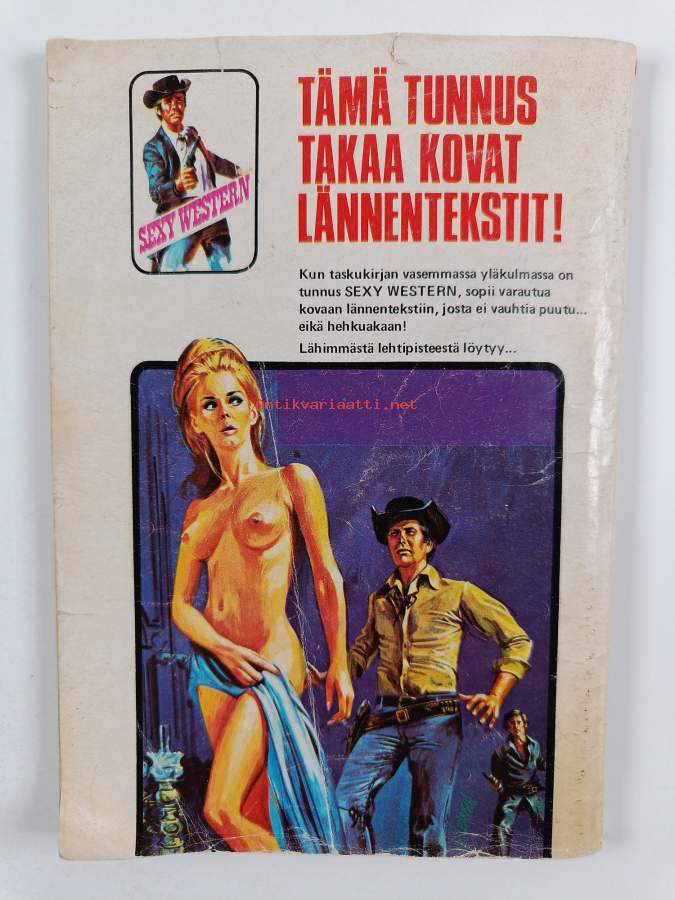 TÄMÄ TUNNUS
TAKAA KOVAT
LÄNNENTEKSTIT!
SEXY WESTERN
Kun taskukirjan vasemmassa yläkulmassa on
tunnus SEXY WESTERN, sopii varautua
kovaan lännentekstiin, josta ei vauhtia puutu...
eikä hehkuakaan!
Lähimmästä lehtipisteestä löytyy...
antikvariaatti.net